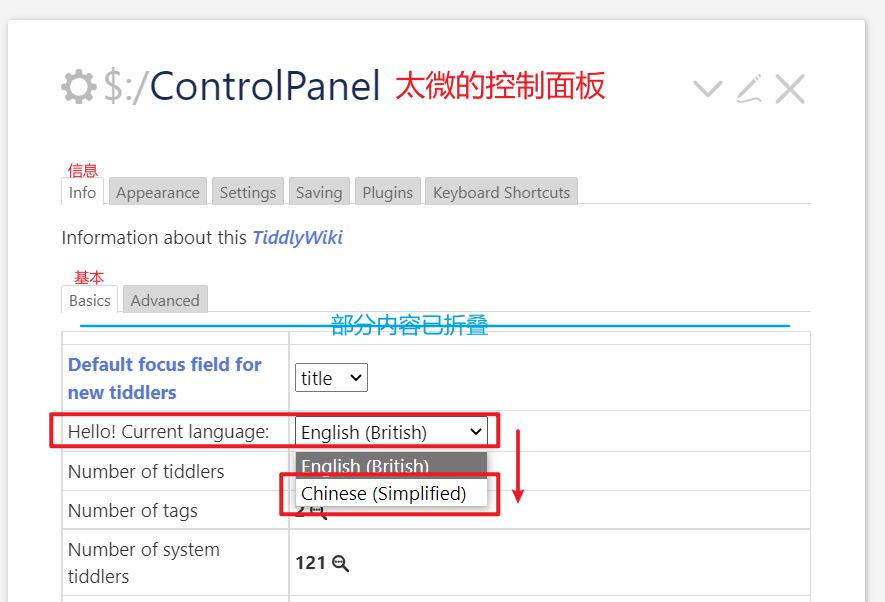 $:/ControlPanel 太微的控制面板
信息
Info Appearance Settings Saving Plugins Keyboard Shortcuts
Information about this TiddlyWiki
基本
Basics Advanced
部分内容已折叠
Default focus field for
new tiddlers
title
Hello! Current language: English (British)
English (British)
Number of tiddlers
Chinese (Simplified)
Number of tags 2
Number of system
tiddlers
121